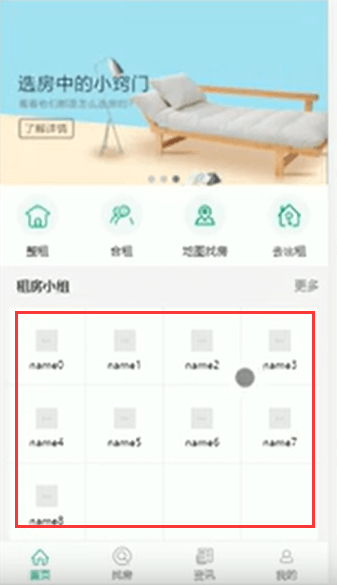 选房中的小窍门
看看他们都是怎么选房的?
了解详情
整租
合租
地图找房
去出租
租房小组
更多
name0
name1
name2
name3
name4
name5
name6
name7
name8
首页
找房
资讯
我的